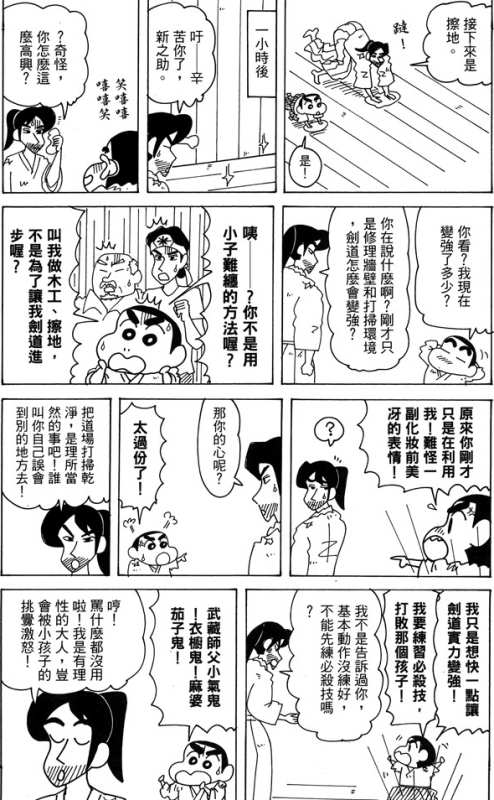 接下來是
擦地。
躂！
是！
一小時後
吁——辛
苦你了，
新之助。
笑嘻嘻
嘻嘻笑
？奇怪，
你怎麼這
麼高興？
你看？我現在
變強了多少？
你在說什麼啊？剛才只
是修理牆壁和打掃環境
，劍道怎麼會變強？
咦——？你不是用
小子難纏的方法喔？
叫我做木工、擦地，
不是為了讓我劍道進
步喔？
原來你剛才
只是在利用
我！難怪一
副化妝前美
冴的表情！
？
那你的心呢？
太過份了！
把道場打掃乾
淨，是理所當
然的事吧！誰
叫你自己誤會
到別的地方去！
我只是想快一點讓
劍道實力變強！
我要練習必殺技，
打敗那個孩子！
我不是告訴過你，
基本動作沒練好，
不能先練必殺技嗎
？
武藏師父小氣鬼
！衣櫥鬼！麻婆
茄子鬼！
哼！
罵什麼都沒用
啦！我是有理
性的大人，豈
會被小孩子的
挑釁激怒！